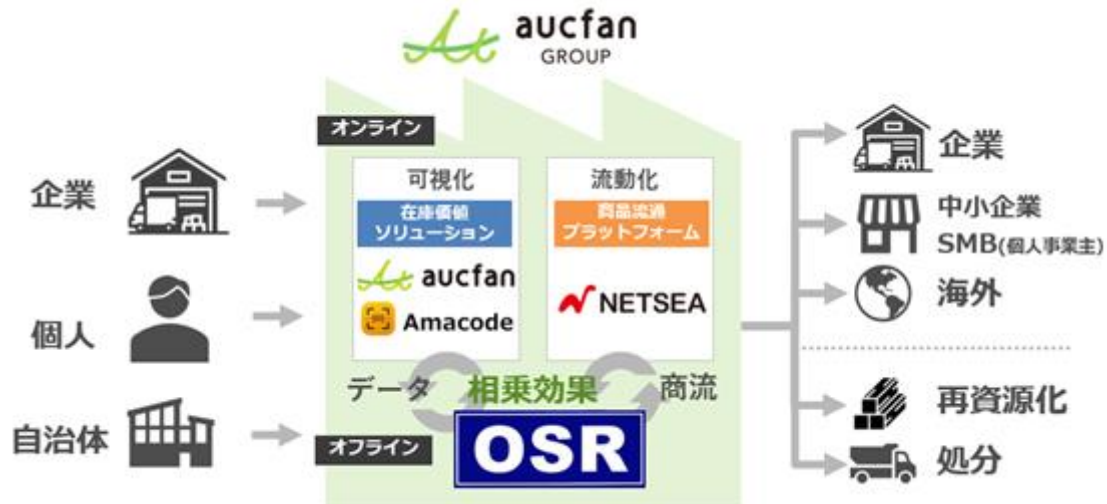 aucfan
GROUP
オンライン
企業
個人
自治体
可視化
在庫価値
ソリューション
aucfan
Amacode
流動化
商品流通
プラットフォーム
NETSEA
データ
相乗効果
商流
オフライン
OSR
企業
中小企業
SMB(個人事業主)
海外
再資源化
処分